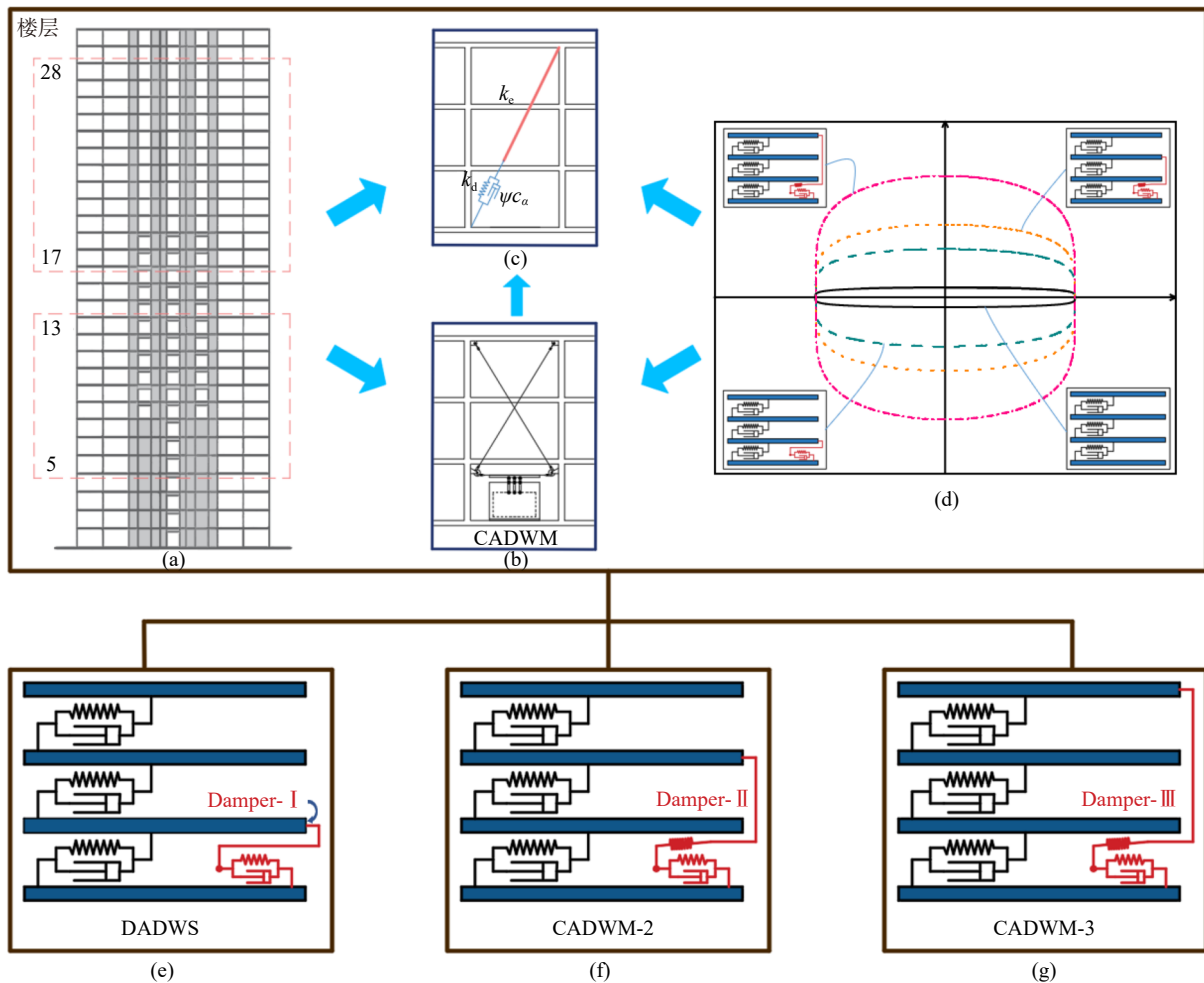 楼层
28
17
13
5
(a)
k_e
k_d
ψc_α
(c)
CADWM
(b)
(d)
Damper-Ⅰ
DADWS
(e)
Damper-Ⅱ
CADWM-2
(f)
Damper-Ⅲ
CADWM-3
(g)